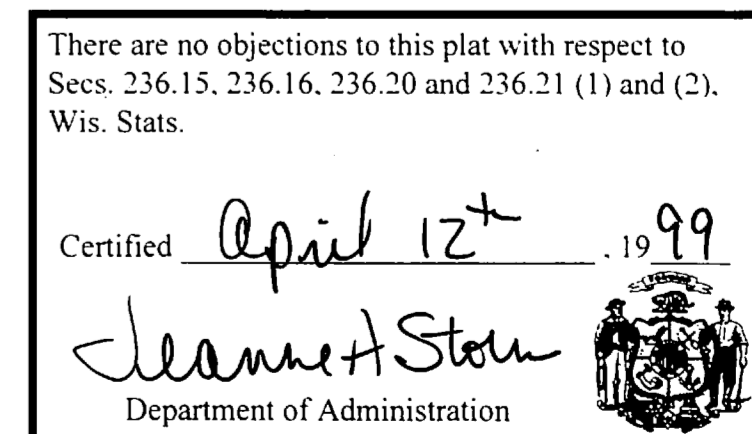 There are no objections to this plat with respect to
Secs. 236.15, 236.16, 236.20 and 236.21 (1) and (2),
Wis. Stats.
Certified April 12th, 1999
Jeanne H Storm
Department of Administration